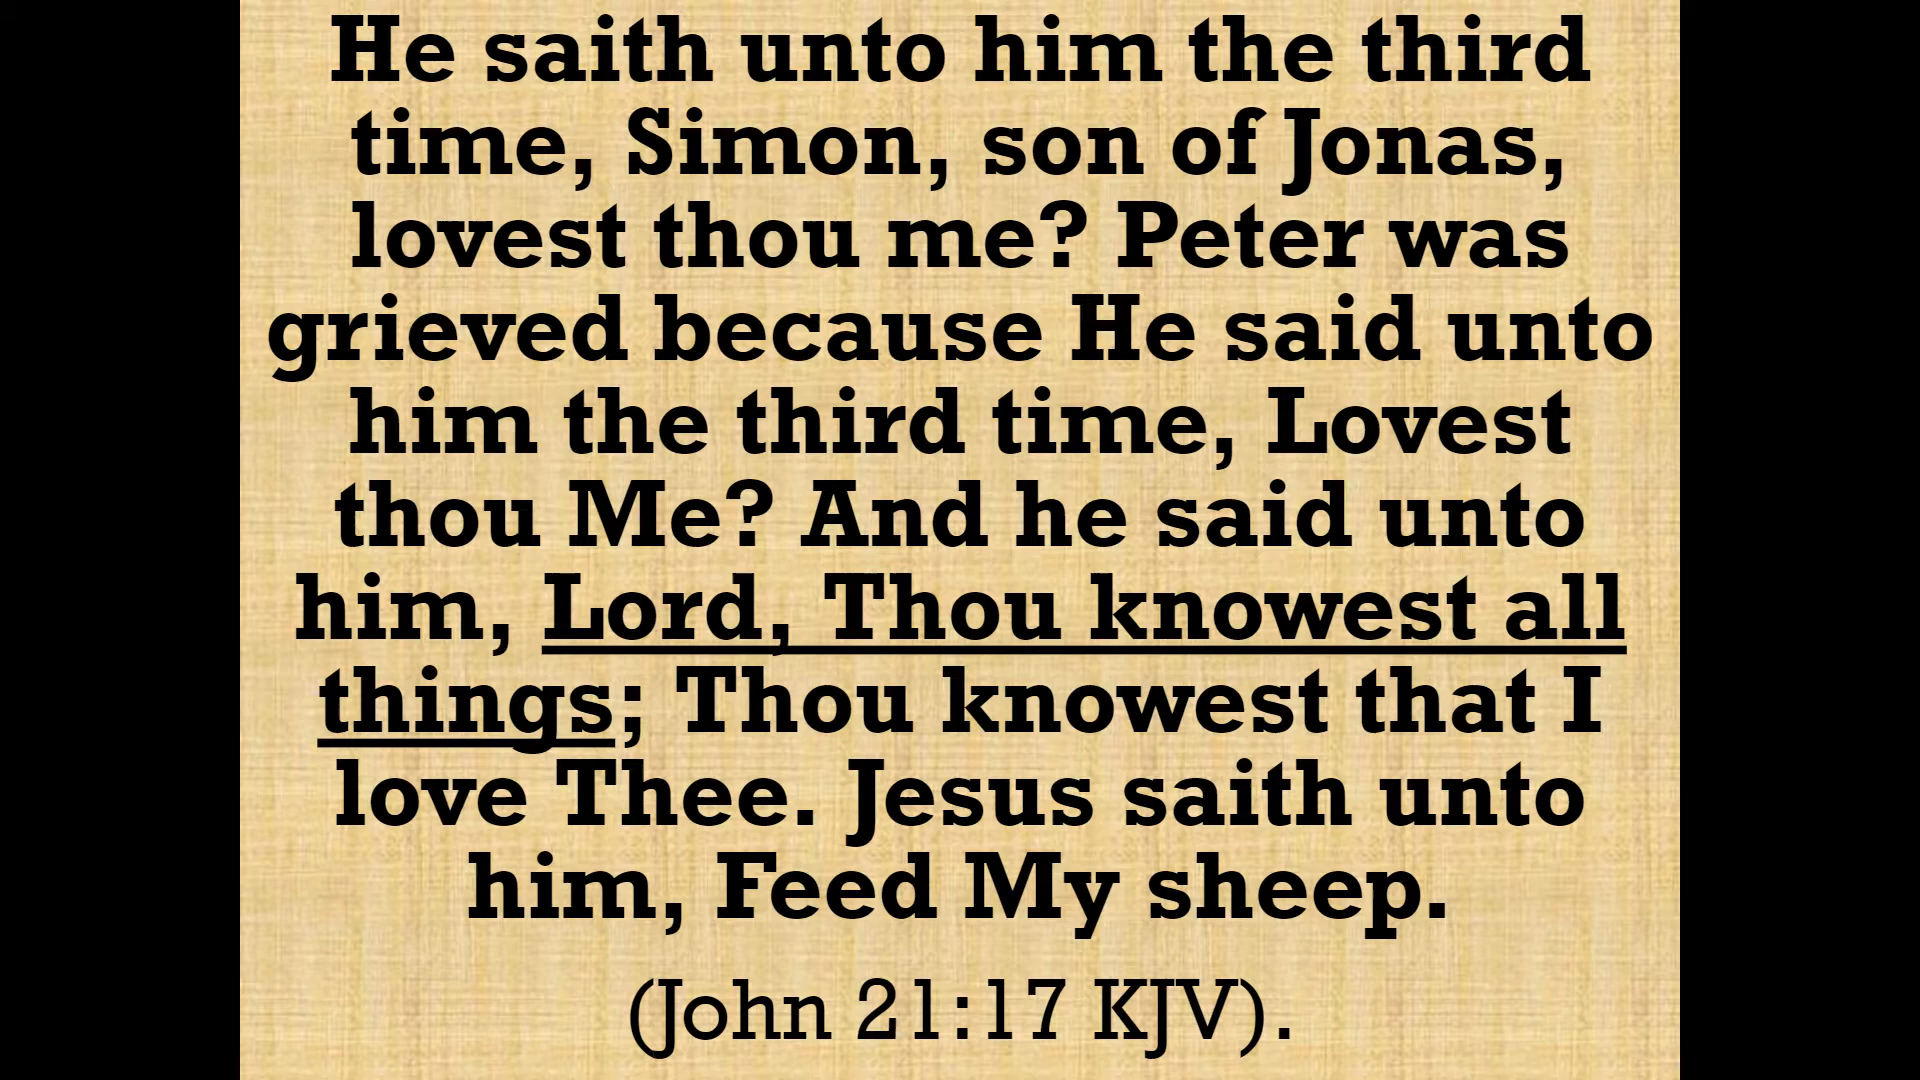 He saith unto him the third
time, Simon, son of Jonas,
lovest thou me? Peter was
grieved because He said unto
him the third time, Lovest
thou Me? And he said unto
him, Lord, Thou knowest all
things; Thou knowest that I
love Thee. Jesus saith unto
him, Feed My sheep.
(John 21:17 KJV).